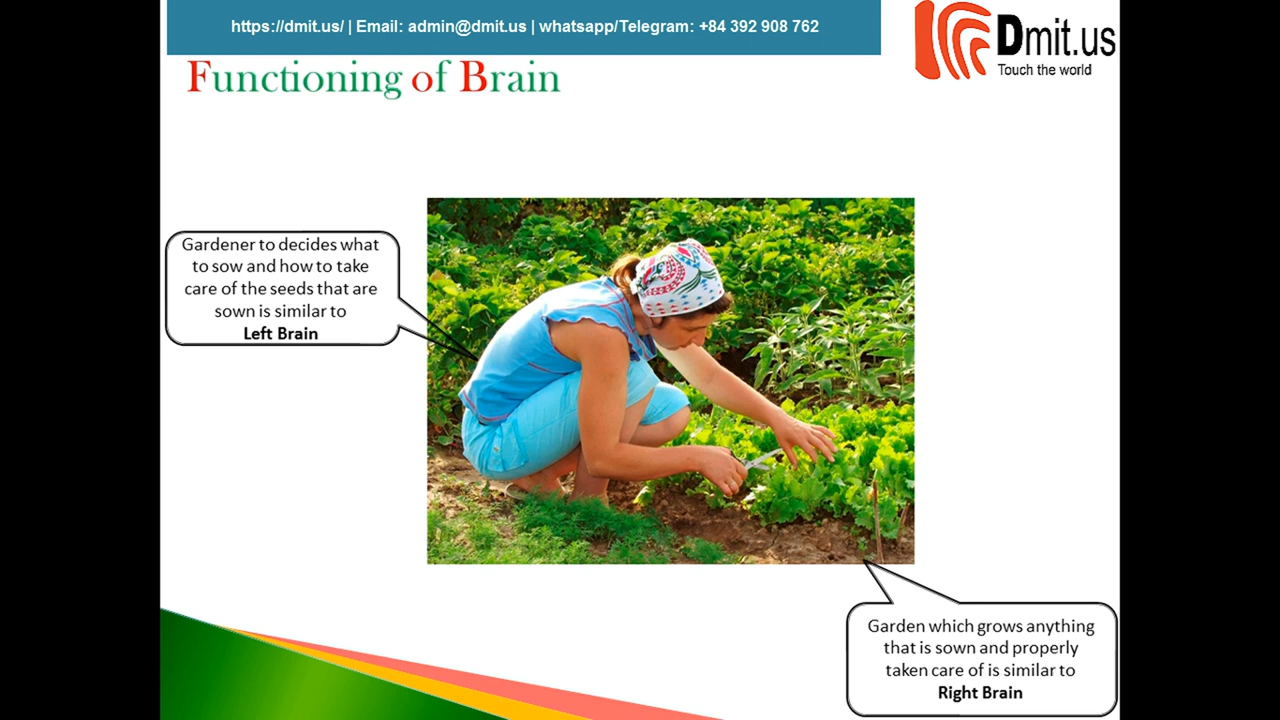 https://dmit.us/ | Email: admin@dmit.us | whatsapp/Telegram: +84 392 908 762
Dmit.us
Touch the world
Functioning of Brain
Gardener to decides what
to sow and how to take
care of the seeds that are
sown is similar to
Left Brain
Garden which grows anything
that is sown and properly
taken care of is similar to
Right Brain